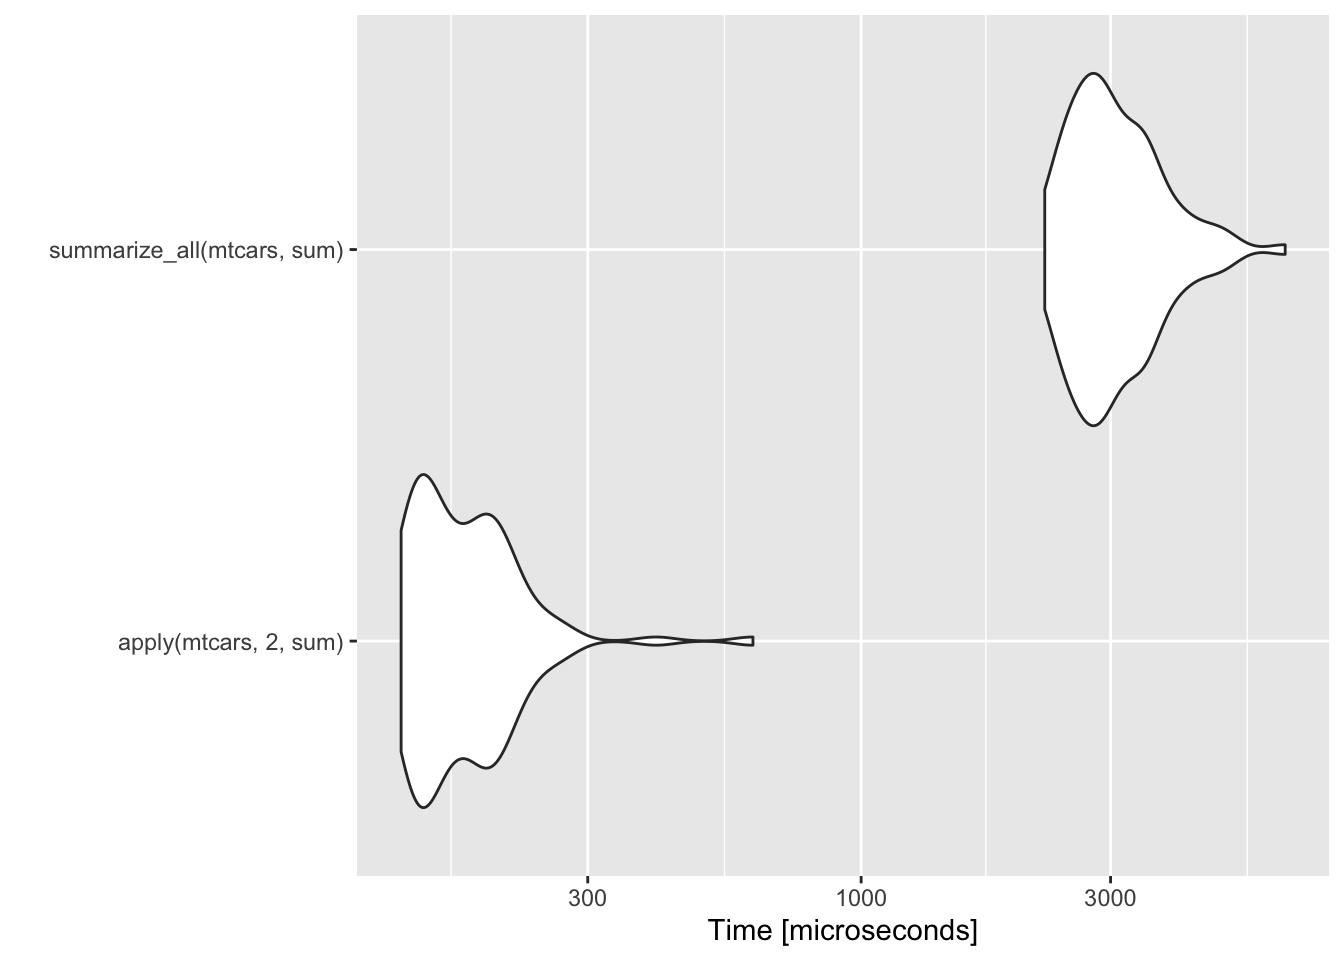 summarize_all(mtcars, sum)
apply(mtcars, 2, sum)
300
1000
3000
Time [microseconds]